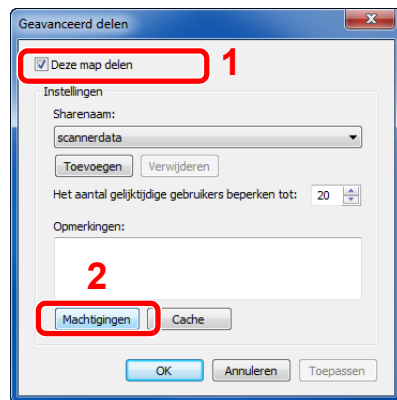 Geavanceerd delen
Deze map delen
1
Instellingen
Sharenaam:
scannerdata
Toevoegen Verwijderen
Het aantal gelijktijdige gebruikers beperken tot: 20
Opmerkingen:
2
Machtigingen Cache
OK Annuleren Toepassen